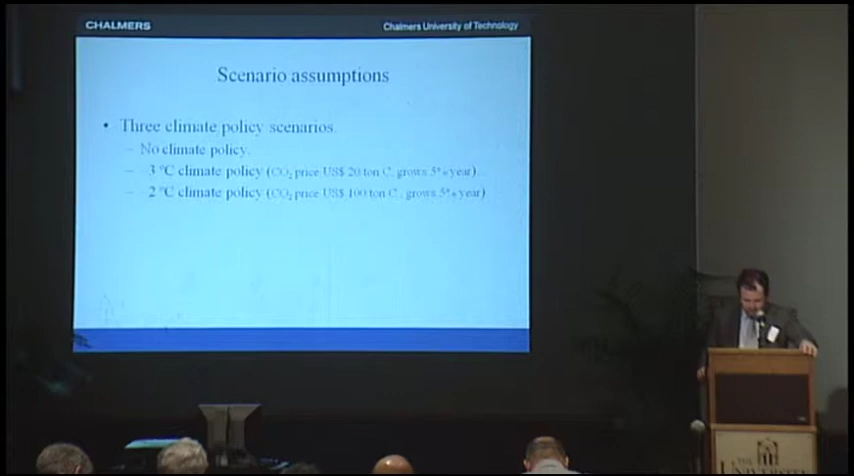 CHALMERS
Chalmers University of Technology
Scenario assumptions
• Three climate policy scenarios.
– No climate policy.
– 3 °C climate policy (CO₂ price US$ 20 ton C, grows 5% year).
– 2 °C climate policy (CO₂ price US$ 100 ton C, grows 5% year)
THE